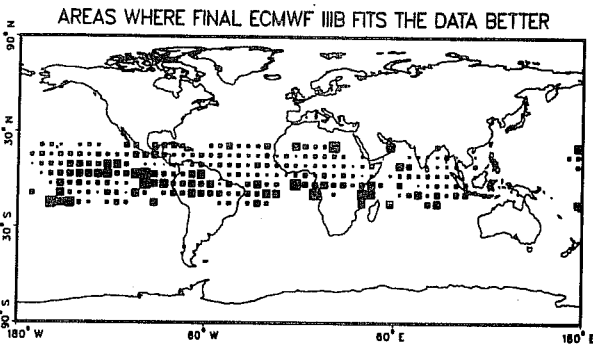 AREAS WHERE FINAL ECMWF IIIB FITS THE DATA BETTER
90° N
30° N
30° S
90° S
180° W
60° W
60° E
180° E